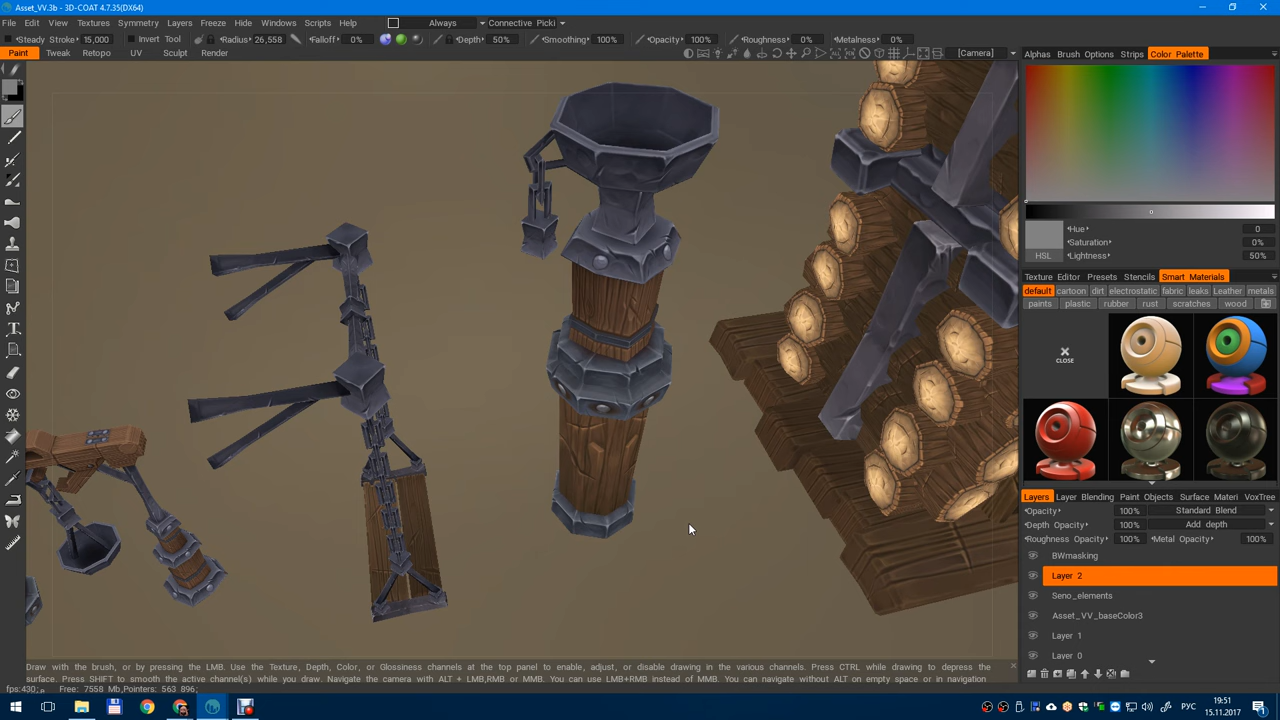 Asset_VV.3b - 3D-COAT 4.7.35(DX64)
File Edit View Textures Symmetry Layers Freeze Hide Windows Scripts Help Always Connective Picki
Steady Stroke 15,000 Invert Tool Radius 26,558 Falloff 0% Depth 50% Smoothing 100% Opacity 100% Roughness 0% Metalness 0%
Paint Tweak Retopo UV Sculpt Render [Camera]
Alphas Brush Options Strips Color Palette
Hue 0
Saturation 0%
HSL Lightness 50%
Texture Editor Presets Stencils Smart Materials
default cartoon dirt electrostatic fabric leaks Leather metals
paints plastic rubber rust scratches wood
CLOSE
Layers Layer Blending Paint Objects Surface Materi VoxTree
Opacity 100% Standard Blend
Depth Opacity 100% Add depth
Roughness Opacity 100% Metal Opacity 100%
BWmasking
Layer 2
Seno_elements
Asset_VV_baseColor3
Layer 1
Layer 0
Draw with the brush, or by pressing the LMB. Use the Texture, Depth, Color, or Glossiness channels at the top panel to enable, adjust, or disable drawing in the various channels. Press CTRL while drawing to depress the
surface. Press SHIFT to smooth the active channel(s) while you draw. Navigate the camera with ALT + LMB,RMB or MMB. You can use LMB+RMB instead of MMB. You can navigate without ALT on empty space or in navigation
fps:430; Free: 7558 Mb,Pointers: 563 896;
РУС
19:51
15.11.2017